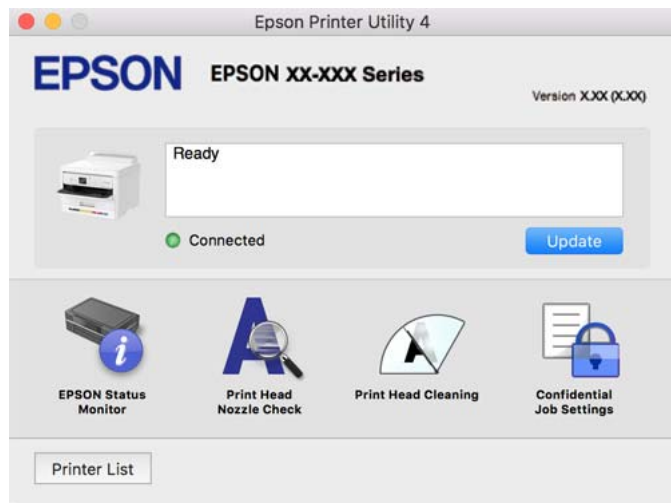 Epson Printer Utility 4
EPSON
EPSON XX-XXX Series
Version X.XX (X.XX)
Ready
Connected
Update
EPSON Status
Monitor
Print Head
Nozzle Check
Print Head Cleaning
Confidential
Job Settings
Printer List